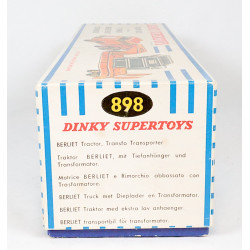 898
DINKY SUPERTOYS
BERLIET Tractor, Transfo Transporter.
Traktor BERLIET, mit Tiefanhänger und
Transformator.
Motrice BERLIET e Rimorchio abbassato con
Trasformatore.
BERLIET Truck met Dieplader en Transformator.
BERLIET Traktor med ekstra lav anhaenger
BERLIET transportbil för transformator.